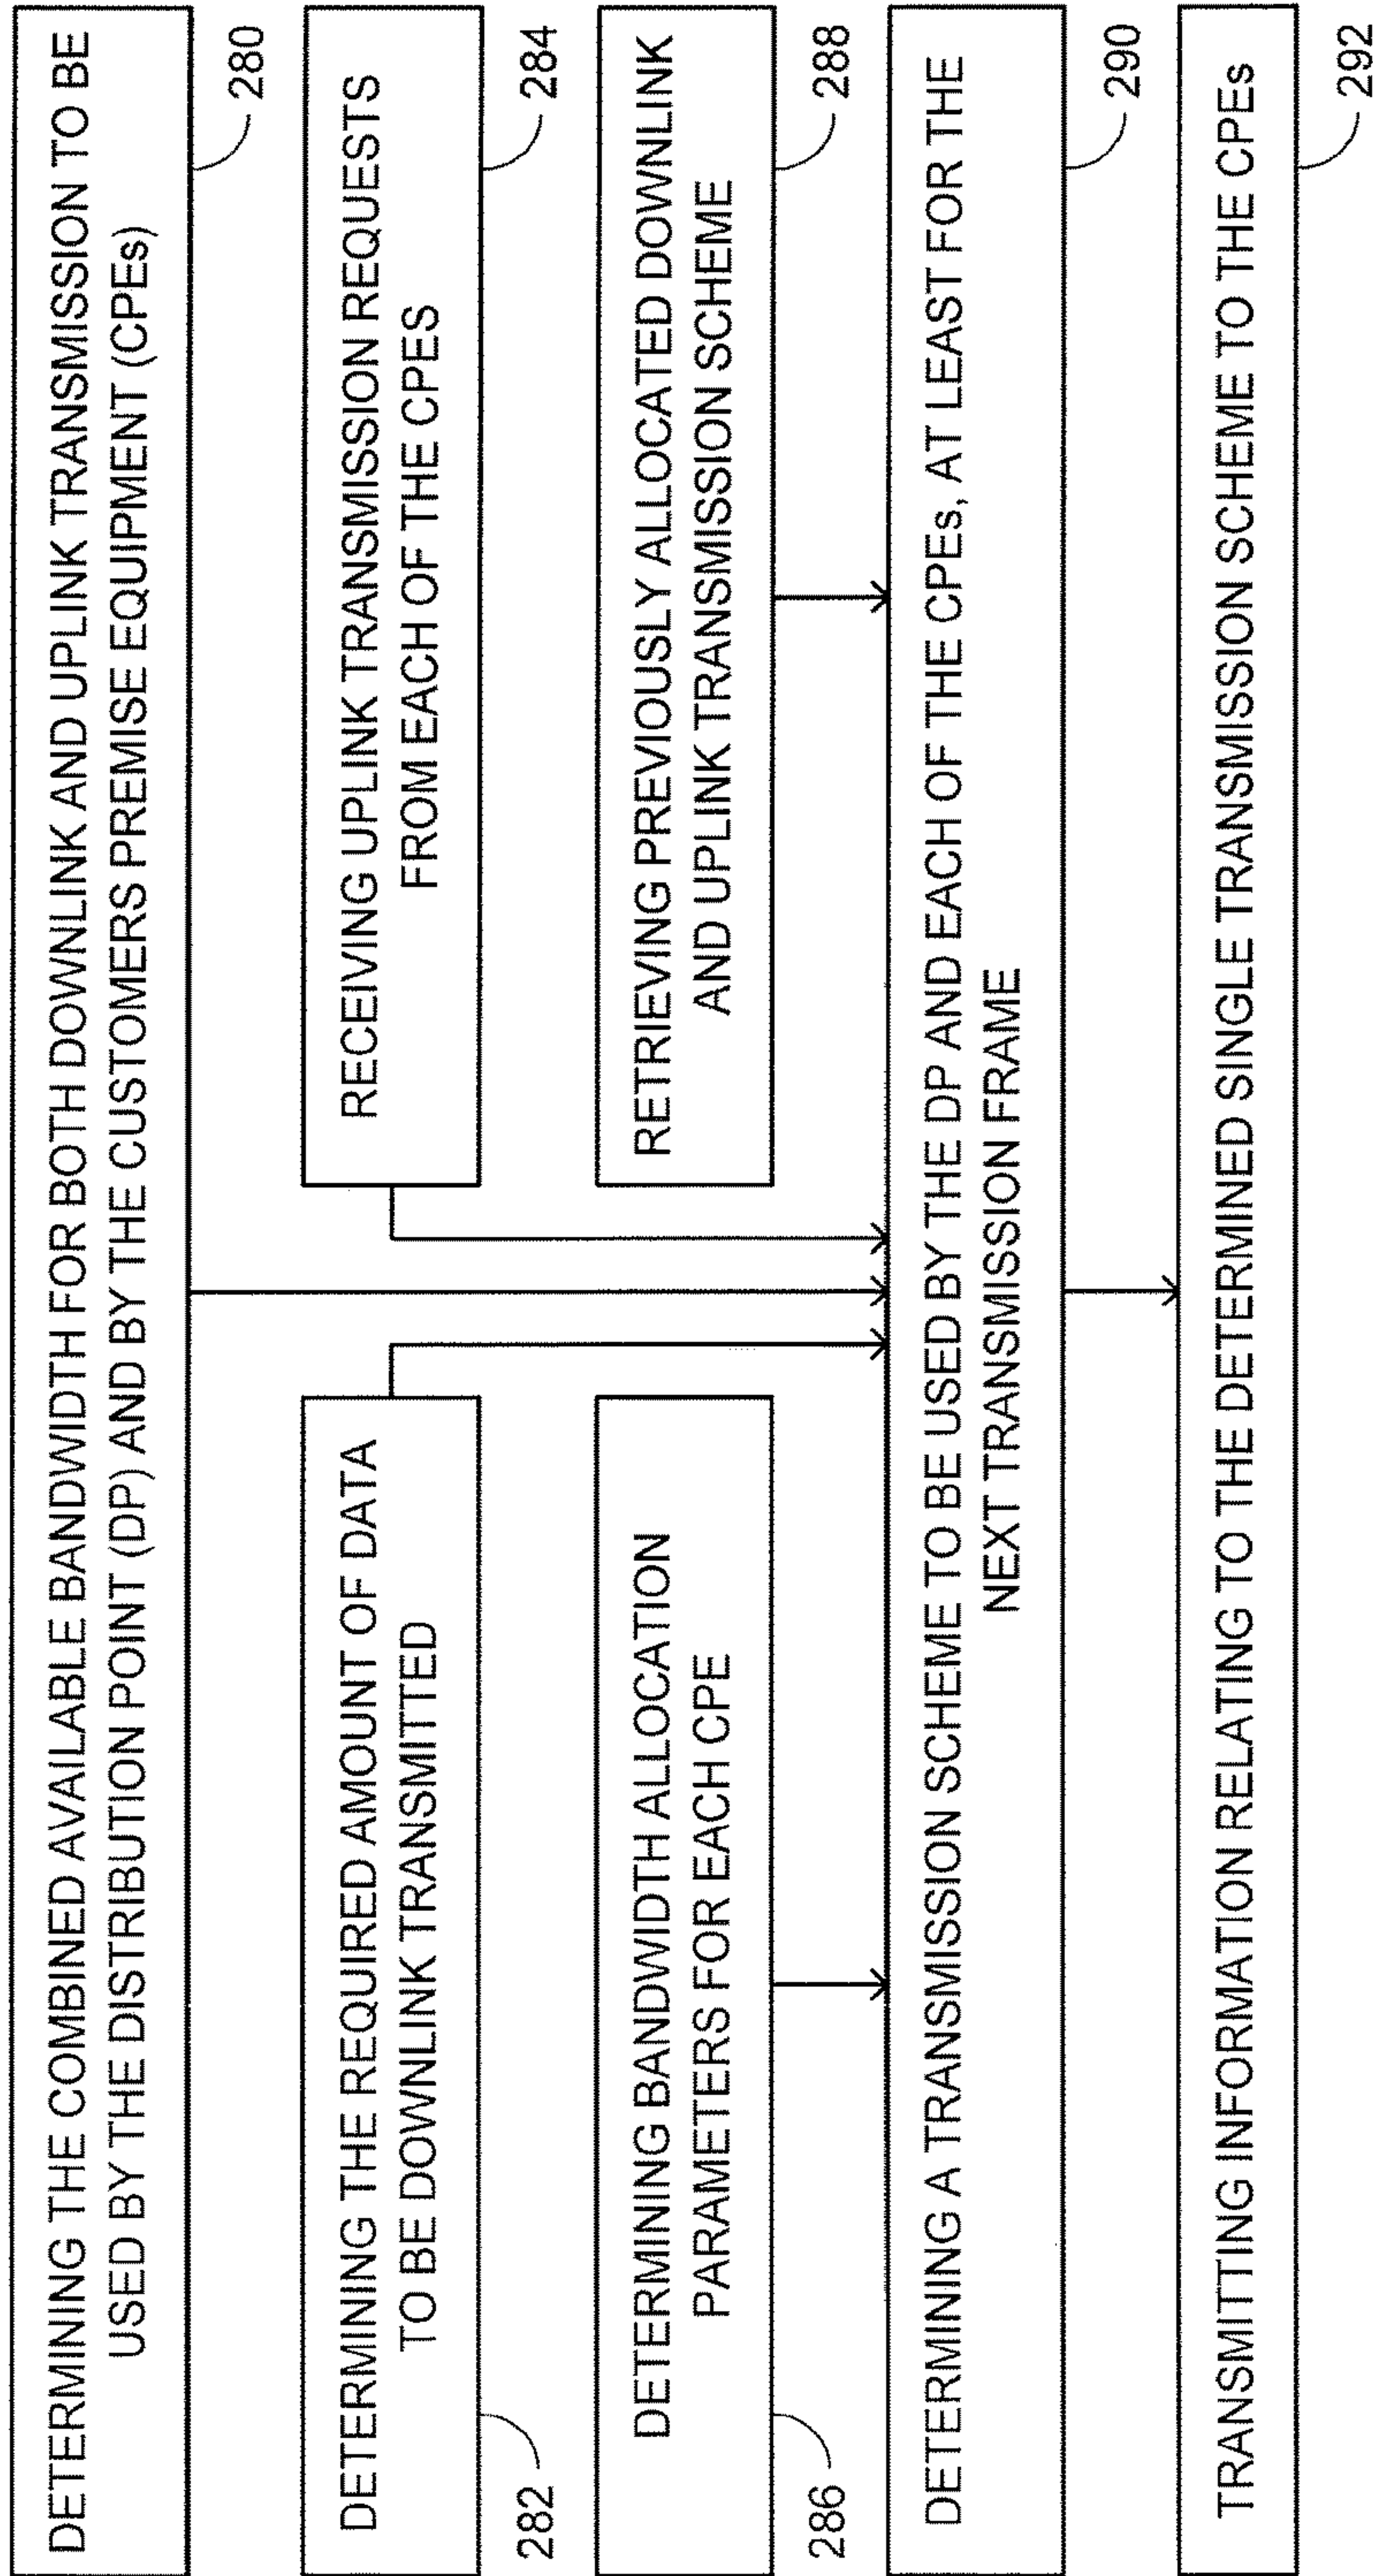 DETERMINING THE COMBINED AVAILABLE BANDWIDTH FOR BOTH DOWNLINK AND UPLINK TRANSMISSION TO BE
USED BY THE DISTRIBUTION POINT (DP) AND BY THE CUSTOMERS PREMISE EQUIPMENT (CPEs)
280
DETERMINING THE REQUIRED AMOUNT OF DATA
TO BE DOWNLINK TRANSMITTED
282
RECEIVING UPLINK TRANSMISSION REQUESTS
FROM EACH OF THE CPES
284
DETERMINING BANDWIDTH ALLOCATION
PARAMETERS FOR EACH CPE
286
RETRIEVING PREVIOUSLY ALLOCATED DOWNLINK
AND UPLINK TRANSMISSION SCHEME
288
DETERMINING A TRANSMISSION SCHEME TO BE USED BY THE DP AND EACH OF THE CPEs, AT LEAST FOR THE
NEXT TRANSMISSION FRAME
290
TRANSMITTING INFORMATION RELATING TO THE DETERMINED SINGLE TRANSMISSION SCHEME TO THE CPEs
292